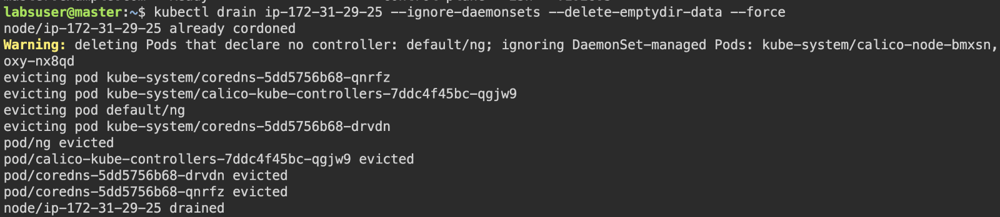 labsuser@master:~$ kubectl drain ip-172-31-29-25 --ignore-daemonsets --delete-emptydir-data --force
node/ip-172-31-29-25 already cordoned
Warning: deleting Pods that declare no controller: default/ng; ignoring DaemonSet-managed Pods: kube-system/calico-node-bmxsn,
oxy-nx8qd
evicting pod kube-system/coredns-5dd5756b68-qnrfz
evicting pod kube-system/calico-kube-controllers-7ddc4f45bc-qgjw9
evicting pod default/ng
evicting pod kube-system/coredns-5dd5756b68-drvdn
pod/ng evicted
pod/calico-kube-controllers-7ddc4f45bc-qgjw9 evicted
pod/coredns-5dd5756b68-drvdn evicted
pod/coredns-5dd5756b68-qnrfz evicted
node/ip-172-31-29-25 drained